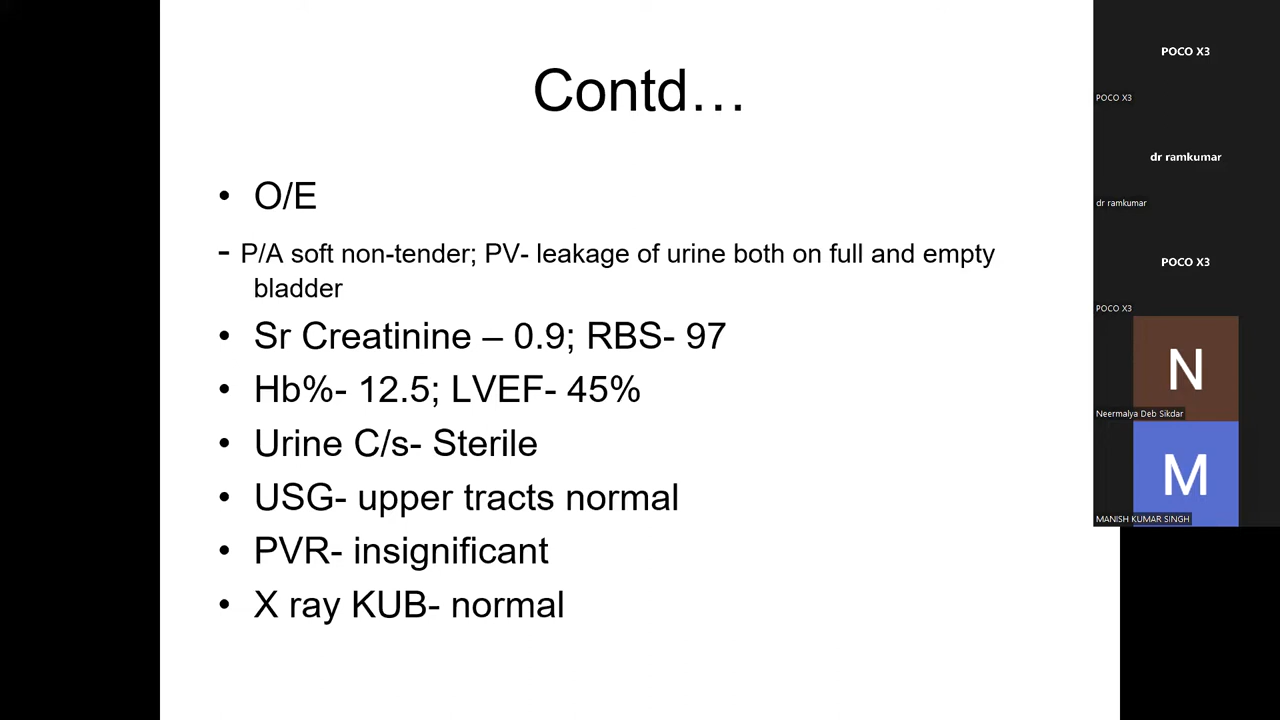 Contd…
• O/E
- P/A soft non-tender; PV- leakage of urine both on full and empty
bladder
• Sr Creatinine – 0.9; RBS- 97
• Hb%- 12.5; LVEF- 45%
• Urine C/s- Sterile
• USG- upper tracts normal
• PVR- insignificant
• X ray KUB- normal
POCO X3
POCO X3
dr ramkumar
dr ramkumar
POCO X3
POCO X3
N
Neermalya Deb Sikdar
M
MANISH KUMAR SINGH